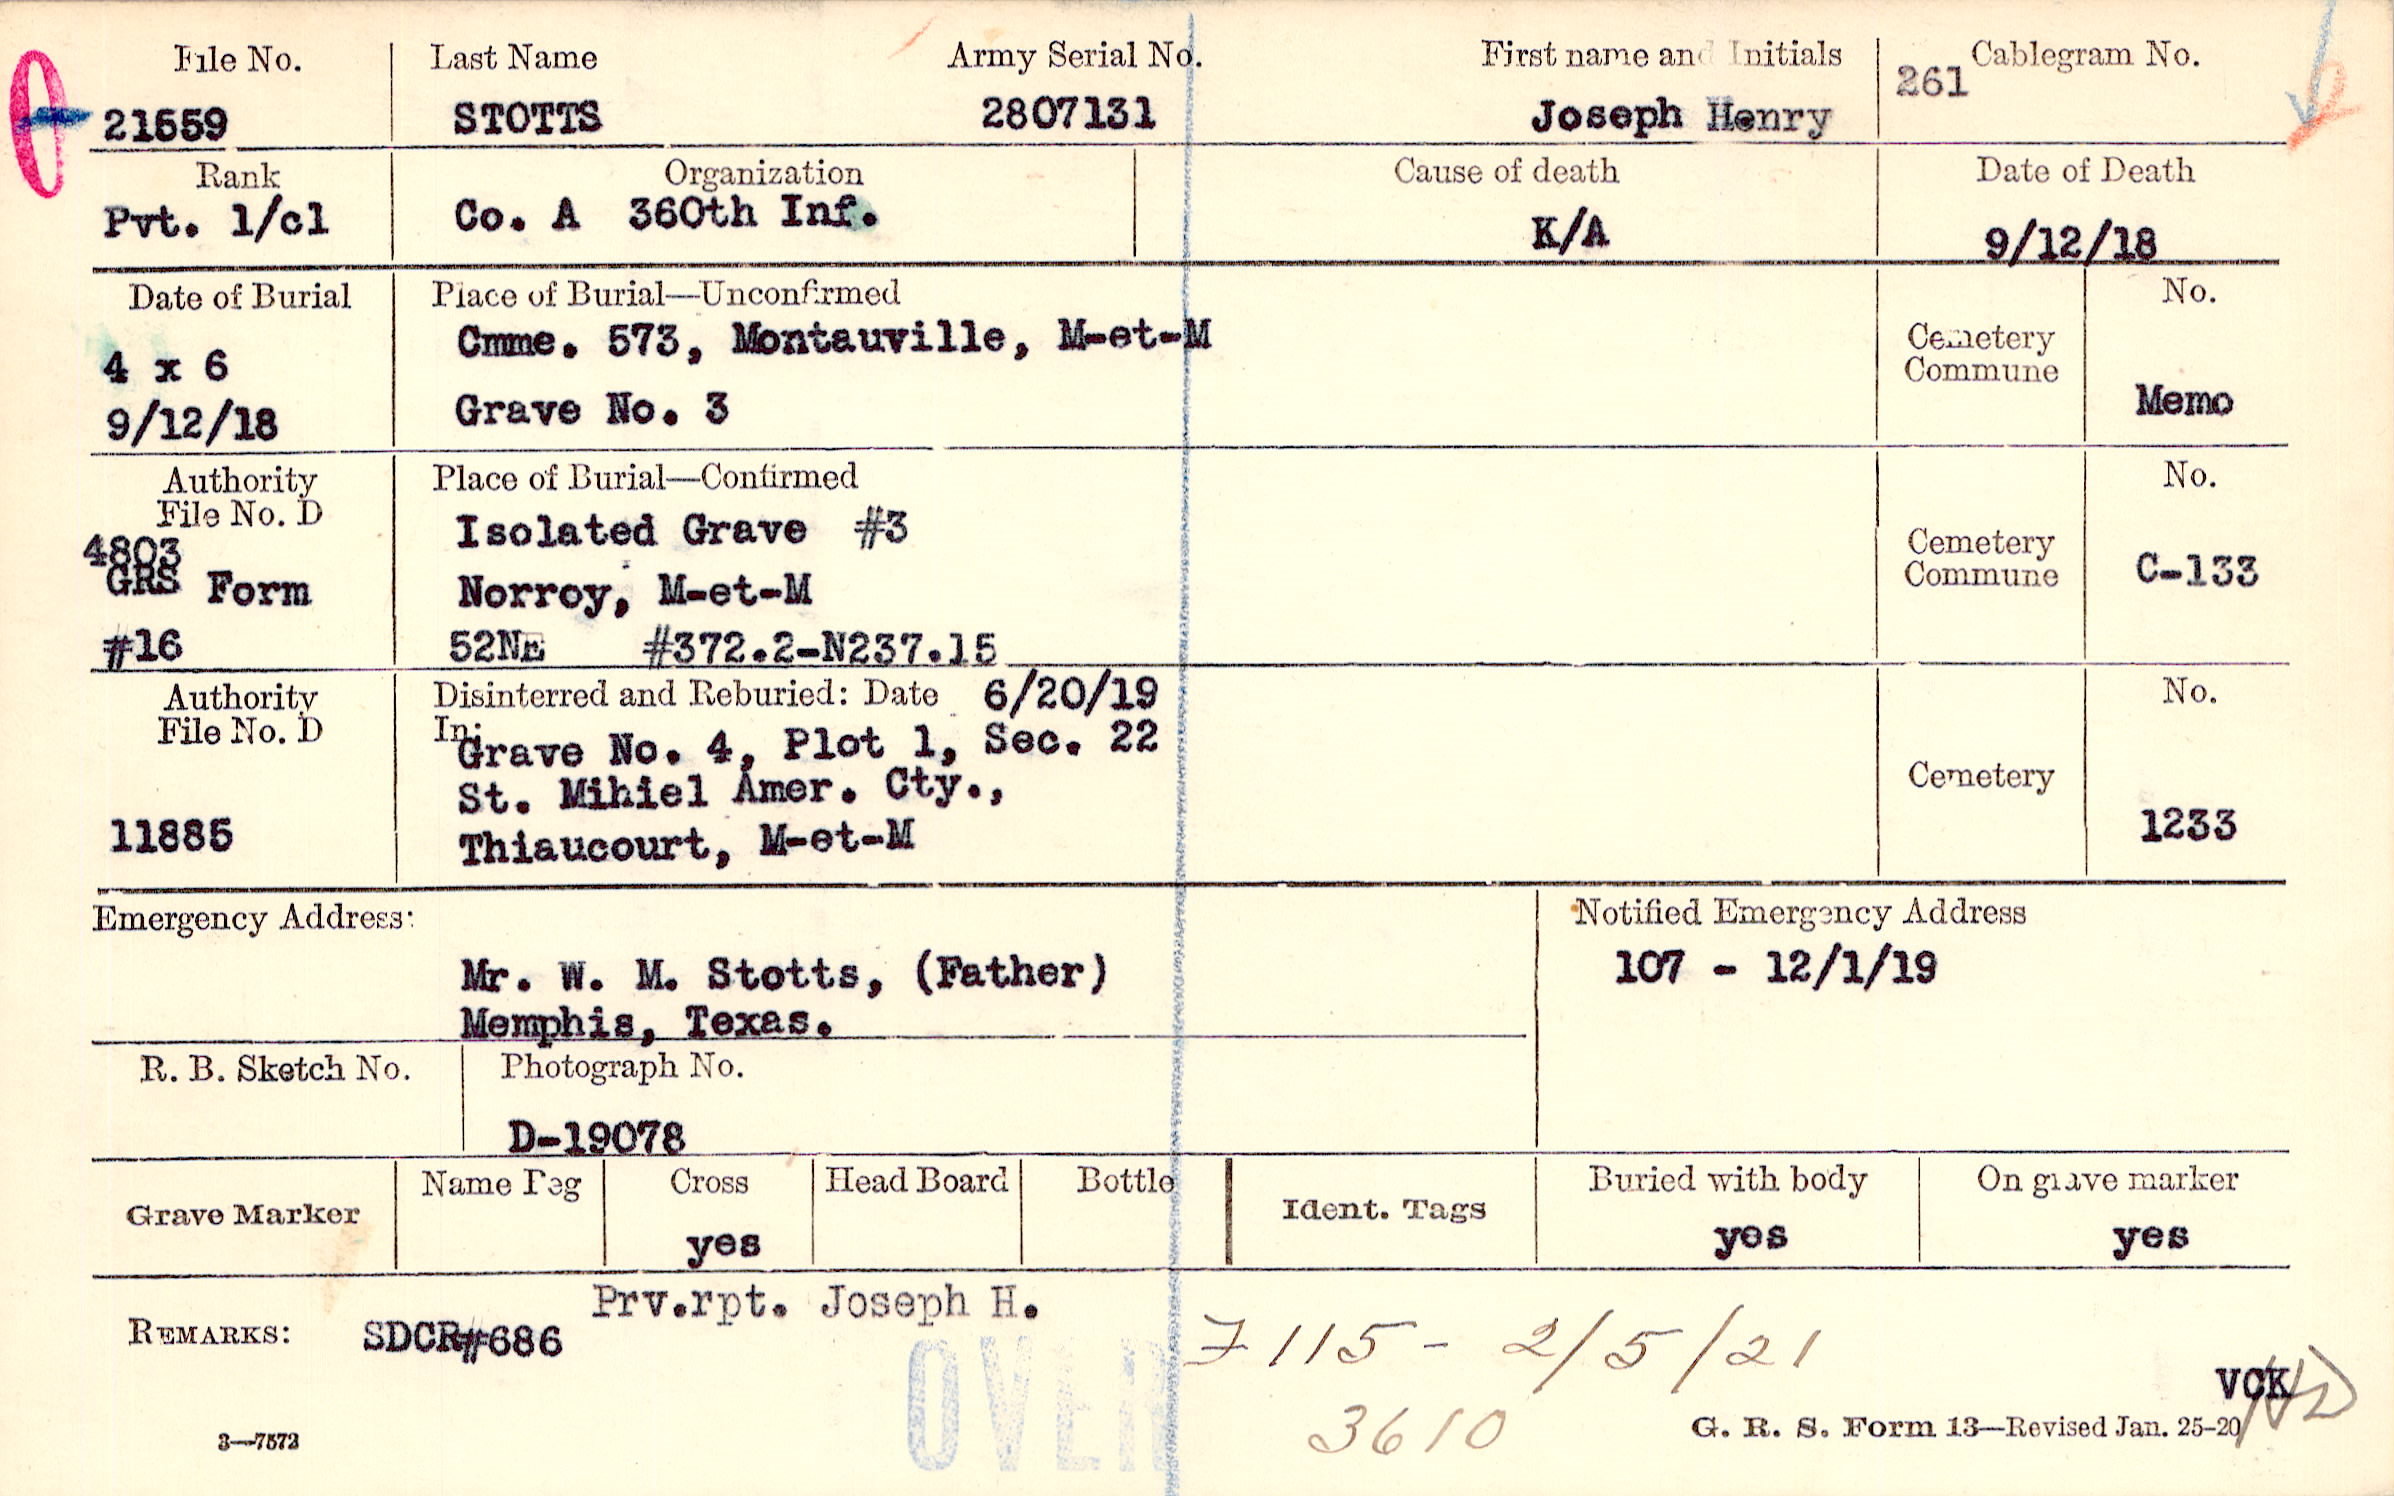 File No. Last Name Army Serial No. First name and Initials Cablegram No.
21559 STOTTS 2807131 Joseph Henry 261
Rank Organization Cause of death Date of Death
Pvt. 1/cl Co. A 360th Inf. K/A 9/12/18
Date of Burial Place of Burial—Unconfirmed No.
Cmme. 573, Montauville, M-et-M Cemetery
4 x 6 Commune
9/12/18 Grave No. 3 Memo
Authority Place of Burial—Confirmed No.
File No. D Isolated Grave #3
4803 Cemetery
GRS Form Norroy, M-et-M Commune C-133
#16 52NE #372.2-N237.15
Authority Disinterred and Reburied: Date 6/20/19 No.
File No. D In:
Grave No. 4, Plot 1, Sec. 22
St. Mihiel Amer. Cty., Cemetery
11885 Thiaucourt, M-et-M 1233
Emergency Address: Notified Emergency Address
Mr. W. M. Stotts, (Father) 107 - 12/1/19
Memphis, Texas.
R. B. Sketch No. Photograph No.
D-19078
Grave Marker Name Peg Cross Head Board Bottle Ident. Tags Buried with body On grave marker
yes yes yes
Prv.rpt. Joseph H.
REMARKS: SDCR#686
OVER
F 115 - 2/5/21
3610
VCK
3—7573 G. R. S. Form 13—Revised Jan. 25-20